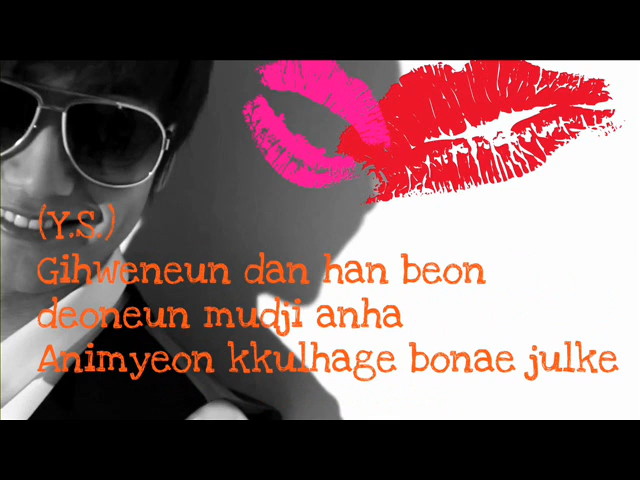 (Y.S.)
Gihweneun dan han beon
deoneun mudji anha
Animyeon kkulhage bonae julke